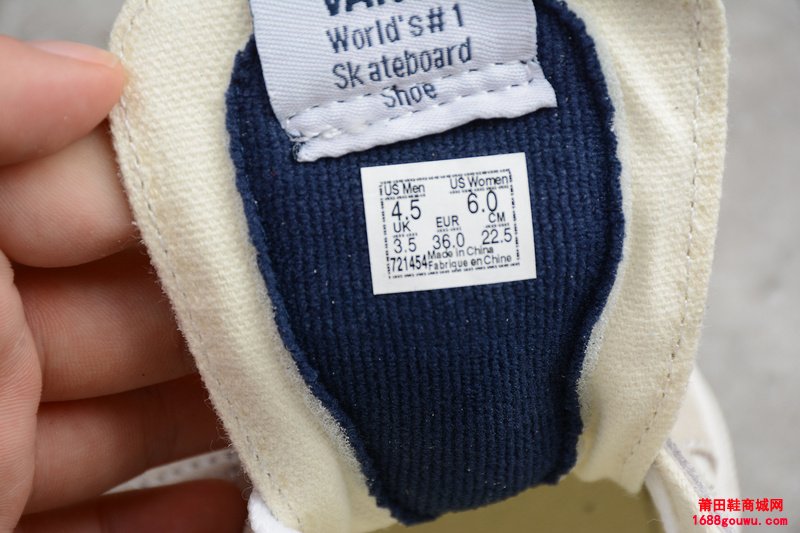 World's #1
Skateboard
Shoe
US Men US Women
4.5 6.0
UK EUR CM
3.5 36.0 22.5
721454 Made in China
Fabrique en Chine
莆田鞋商城网
1688gouwu.com